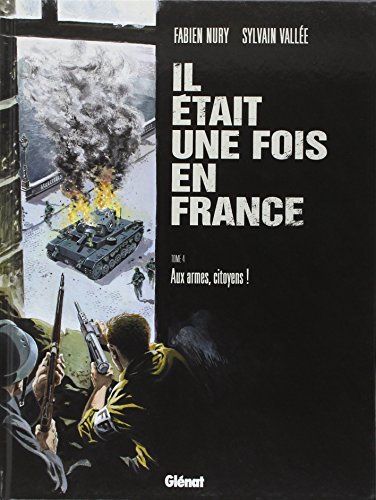 FABIEN NURY SYLVAIN VALLÉE
IL
ÉTAIT
UNE FOIS
EN
FRANCE
TOME 4
Aux armes, citoyens !
Glénat